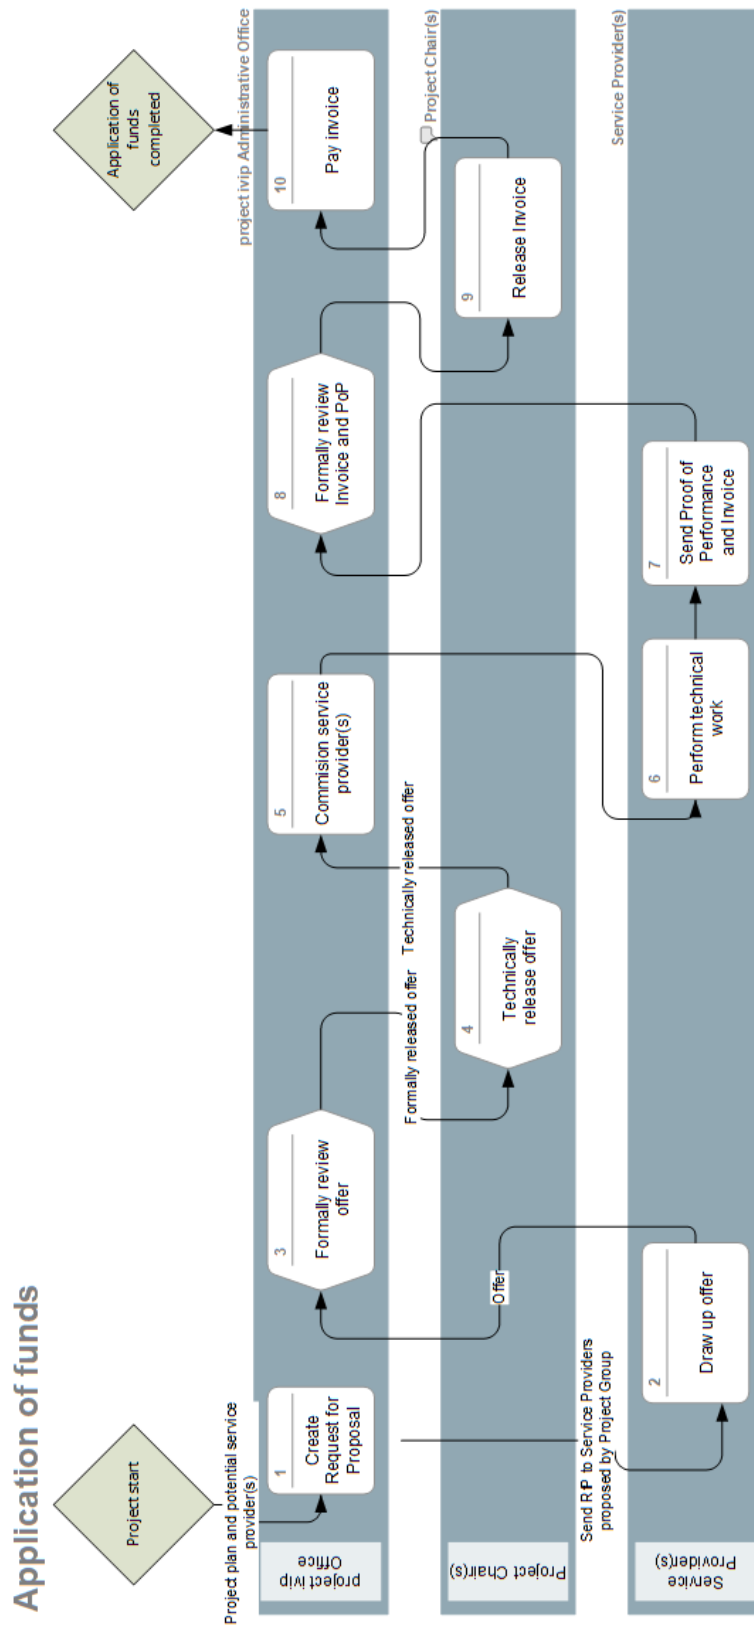 Application of funds
Project start
Project plan and potential service
provider(s)
project ivip
Office
1
Create
Request for
Proposal
Send RfP to Service Providers
proposed by Project Group
Service
Provider(s)
2
Draw up offer
Offer
3
Formally review
offer
Formally released offer
Project Chair(s)
4
Technically
release offer
Technically released offer
5
Commision service
provider(s)
6
Perform technical
work
7
Send Proof of
Performance
and Invoice
8
Formally review
Invoice and PoP
9
Release Invoice
10
Pay invoice
Application of
funds
completed
project ivip Administrative Office
Project Chair(s)
Service Provider(s)